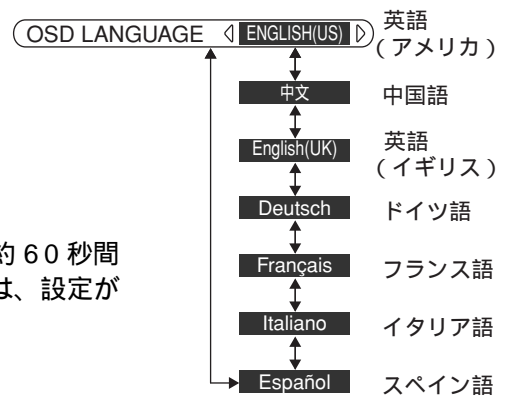 OSD LANGUAGE ENGLISH(US) 英語
(アメリカ)
中文 中国語
English(UK) 英語
(イギリス)
Deutsch ドイツ語
約60秒間
Français フランス語
は、設定が
Italiano イタリア語
Español スペイン語